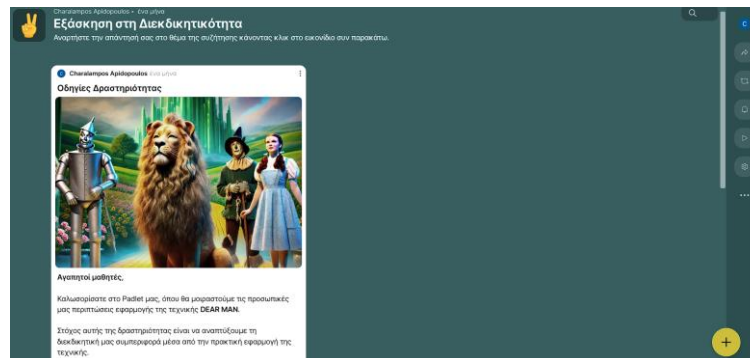 Charalampos Apidopoulos • ένα μήνα
Εξάσκηση στη Διεκδικητικότητα
Αναρτήστε την απάντησή σας στο θέμα της συζήτησης κάνοντας κλικ στο εικονίδιο συν παρακάτω.
C
C Charalampos Apidopoulos ένα μήνα
Οδηγίες Δραστηριότητας
Αγαπητοί μαθητές,
Καλωσορίσατε στο Padlet μας, όπου θα μοιραστούμε τις προσωπικές
μας περιπτώσεις εφαρμογής της τεχνικής DEAR MAN.
Στόχος αυτής της δραστηριότητας είναι να αναπτύξουμε τη
διεκδικητική μας συμπεριφορά μέσα από την πρακτική εφαρμογή της
τεχνικής.